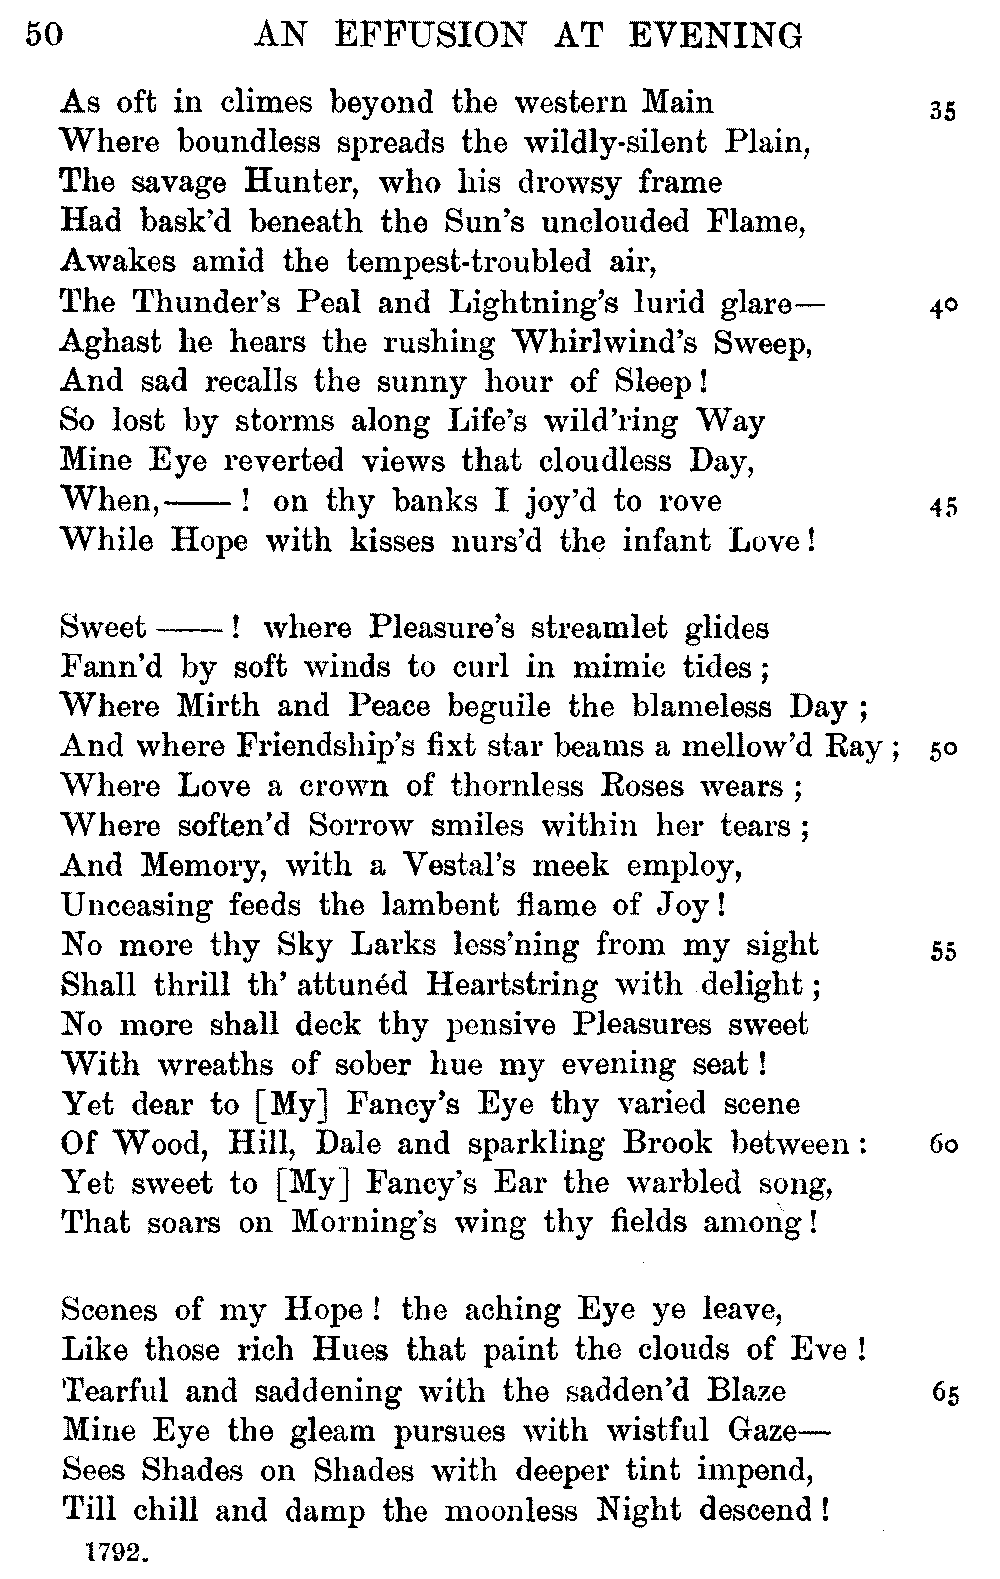 50 AN EFFUSION AT EVENING
As oft in climes beyond the western Main 35
Where boundless spreads the wildly-silent Plain,
The savage Hunter, who his drowsy frame
Had bask'd beneath the Sun's unclouded Flame,
Awakes amid the tempest-troubled air,
The Thunder's Peal and Lightning's lurid glare— 40
Aghast he hears the rushing Whirlwind's Sweep,
And sad recalls the sunny hour of Sleep!
So lost by storms along Life's wild'ring Way
Mine Eye reverted views that cloudless Day,
When,——! on thy banks I joy'd to rove 45
While Hope with kisses nurs'd the infant Love!
Sweet ——! where Pleasure's streamlet glides
Fann'd by soft winds to curl in mimic tides;
Where Mirth and Peace beguile the blameless Day;
And where Friendship's fixt star beams a mellow'd Ray; 50
Where Love a crown of thornless Roses wears;
Where soften'd Sorrow smiles within her tears;
And Memory, with a Vestal's meek employ,
Unceasing feeds the lambent flame of Joy!
No more thy Sky Larks less'ning from my sight 55
Shall thrill th' attunéd Heartstring with delight;
No more shall deck thy pensive Pleasures sweet
With wreaths of sober hue my evening seat!
Yet dear to [My] Fancy's Eye thy varied scene
Of Wood, Hill, Dale and sparkling Brook between: 60
Yet sweet to [My] Fancy's Ear the warbled song,
That soars on Morning's wing thy fields among!
Scenes of my Hope! the aching Eye ye leave,
Like those rich Hues that paint the clouds of Eve!
Tearful and saddening with the sadden'd Blaze 65
Mine Eye the gleam pursues with wistful Gaze—
Sees Shades on Shades with deeper tint impend,
Till chill and damp the moonless Night descend!
1792.